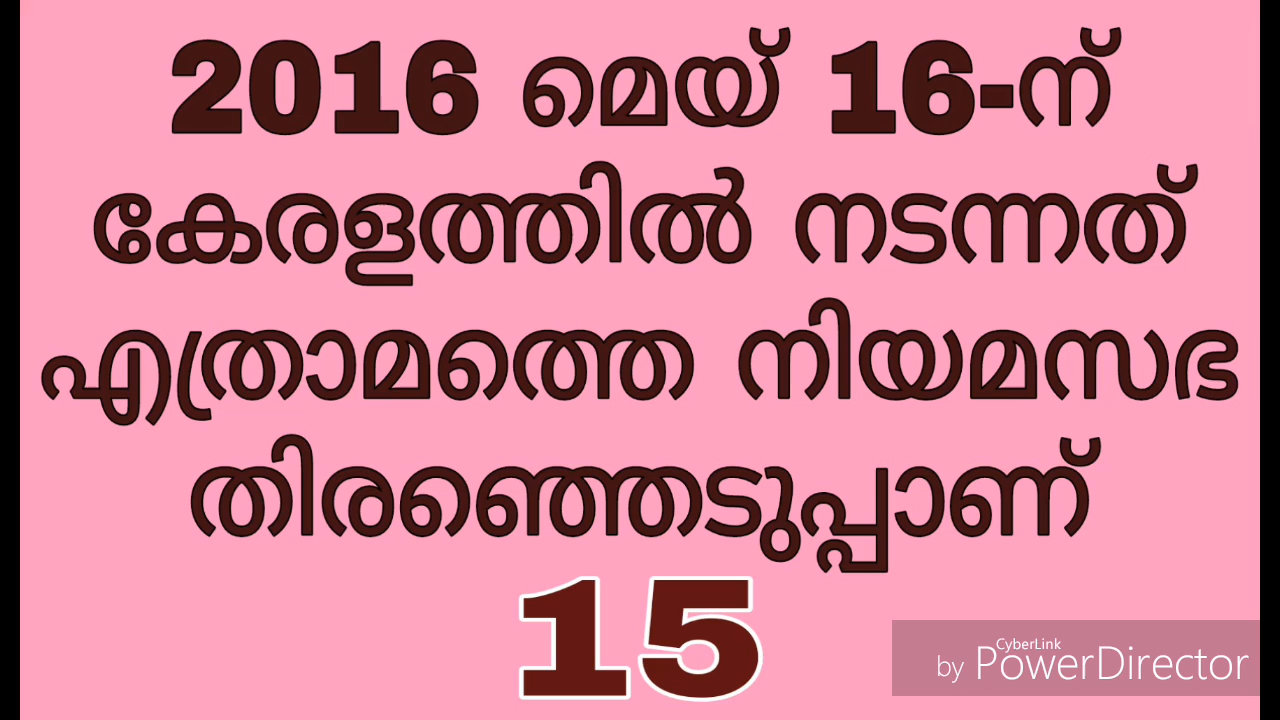 2016 മെയ് 16-ന്
കേരളത്തിൽ നടന്നത്
എത്രാമത്തെ നിയമസഭ
തിരഞ്ഞെടുപ്പാണ്
15
CyberLink
by PowerDirector